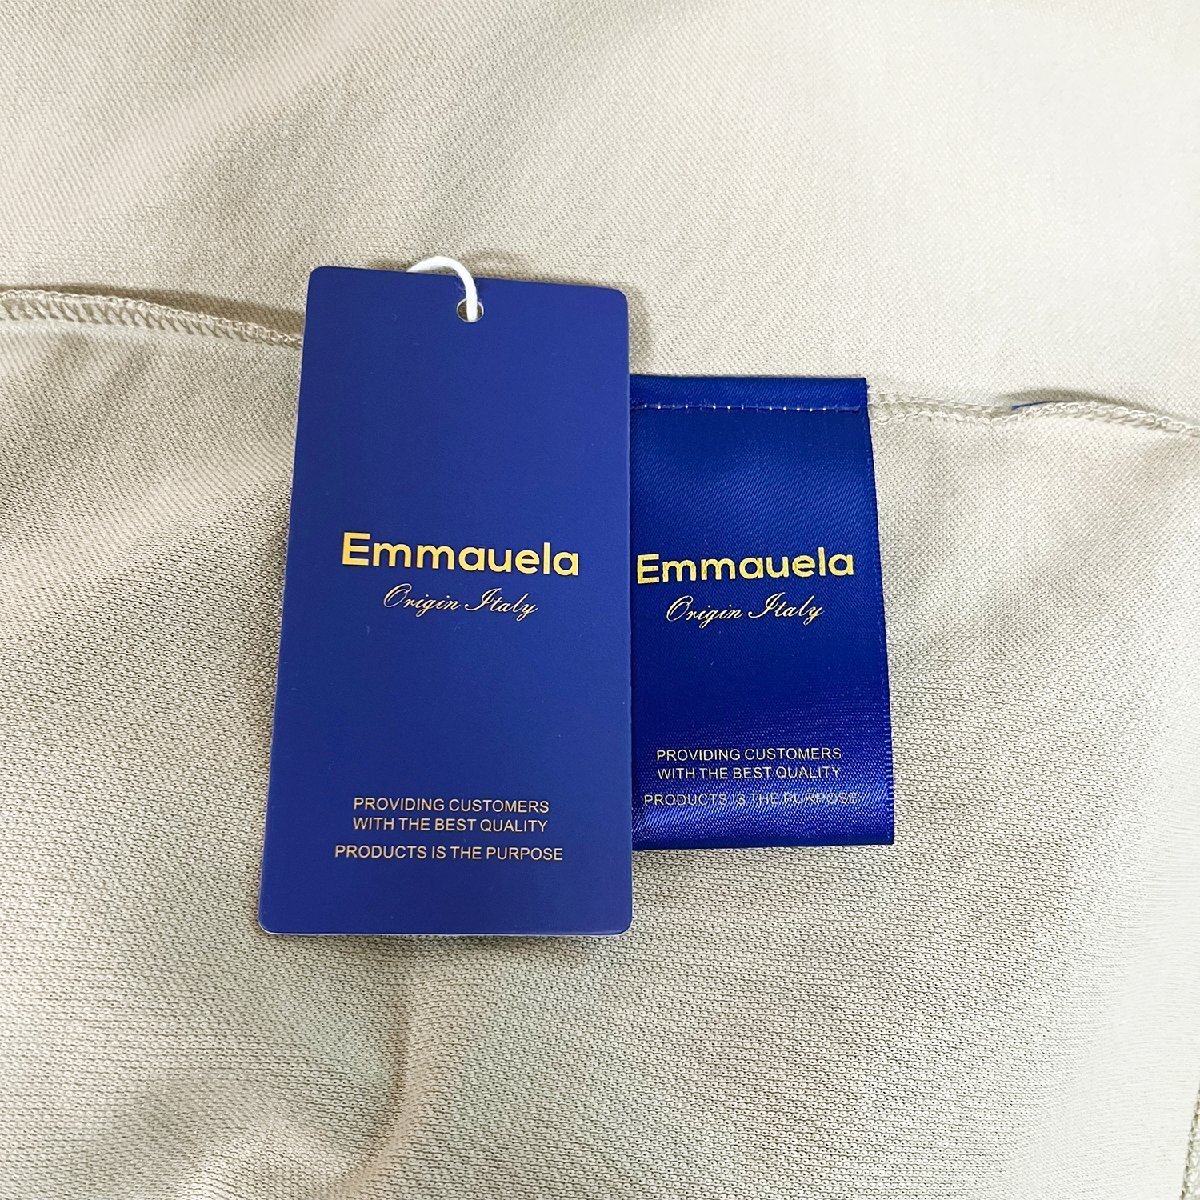 Emmauela
Origin Italy
PROVIDING CUSTOMERS
WITH THE BEST QUALITY
PRODUCTS IS THE PURPOSE
Emmauela
Origin Italy
PROVIDING CUSTOMERS
WITH THE BEST QUALITY
PRODUCTS IS THE PURPOSE